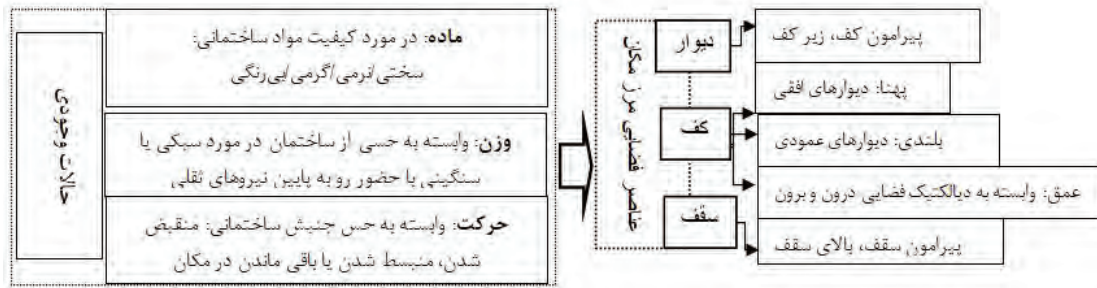 حالات وجودی
ماده: در مورد کیفیت مواد ساختمانی:
سختی/نرمی/گرمی/بی‌رنگی
وزن: وابسته به حسی از ساختمان در مورد سبکی یا
سنگینی با حضور رو به پایین نیروهای ثقلی
حرکت: وابسته به حس جنبش ساختمانی: منقبض
شدن، منبسط شدن یا باقی ماندن در مکان
عناصر فضایی مرز مکان
دیوار
کف
سقف
پیرامون کف، زیر کف
پهنا: دیوارهای افقی
بلندی: دیوارهای عمودی
عمق: وابسته به دیالکتیک فضایی درون و برون
پیرامون سقف، بالای سقف